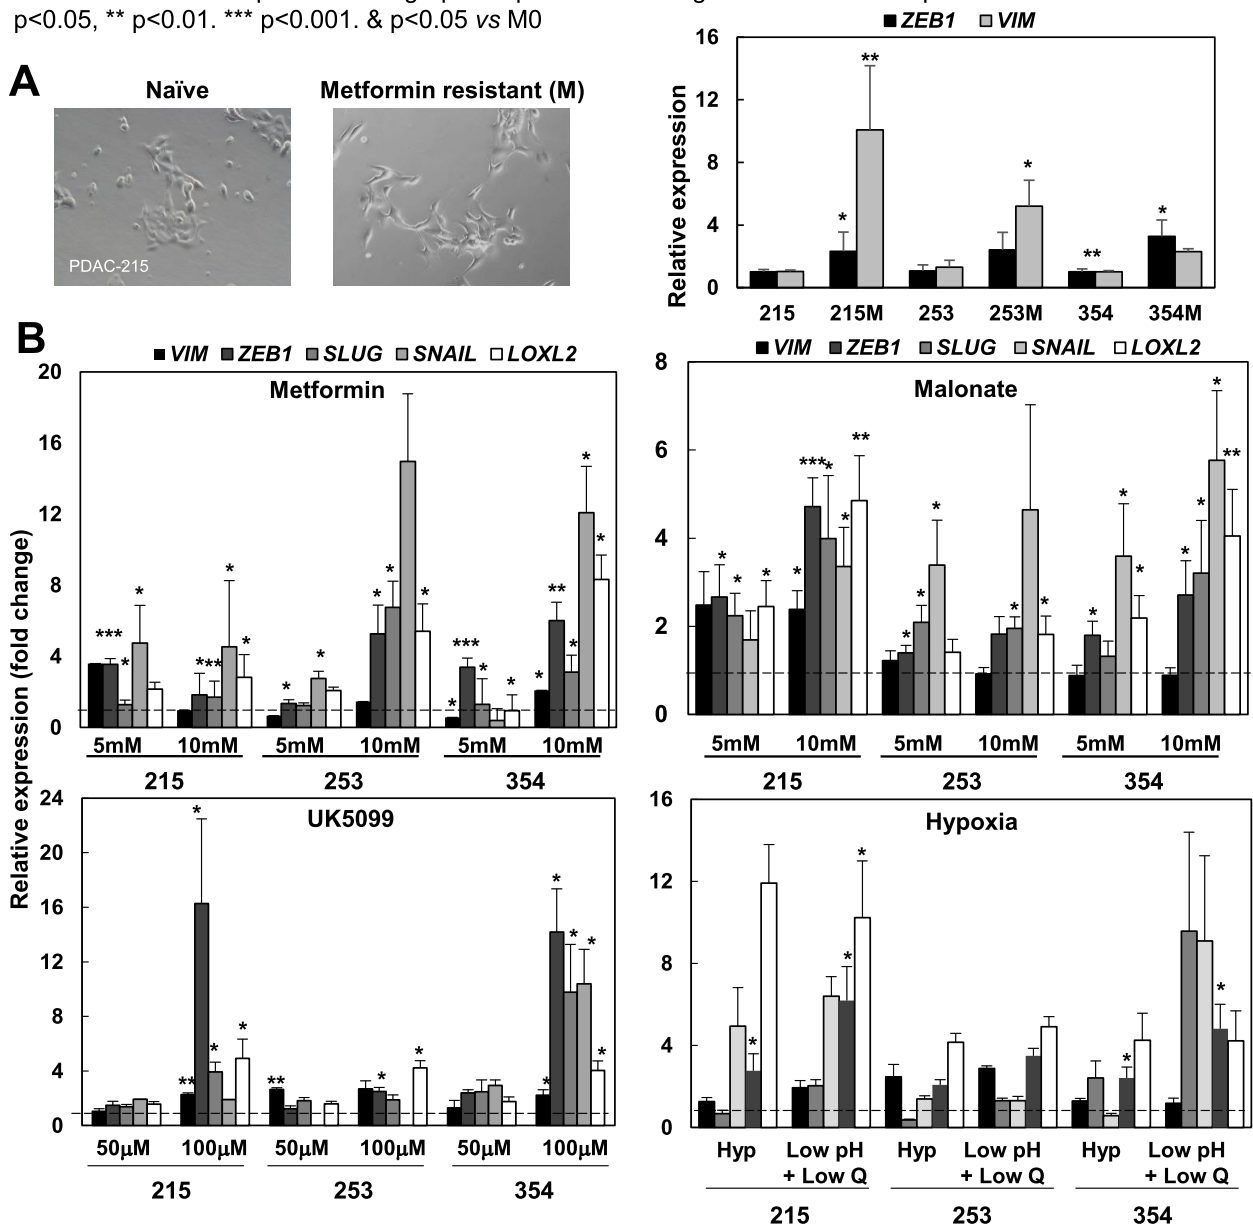 p<0.05, ** p<0.01. *** p<0.001. & p<0.05 vs M0
A
Naïve
Metformin resistant (M)
PDAC-215
ZEB1 VIM
Relative expression
16
12
8
4
0
* ** * ** *
215 215M 253 253M 354 354M
B
Relative expression (fold change)
VIM ZEB1 SLUG SNAIL LOXL2
Metformin
20
16
12
8
4
0
*** * * **** * * * * * * * * *** * * * ** * * *
5mM 10mM 5mM 10mM 5mM 10mM
215 253 354
VIM ZEB1 SLUG SNAIL LOXL2
Malonate
8
6
4
2
0
* * * * *** * * ** * * * * * * * * * * * **
5mM 10mM 5mM 10mM 5mM 10mM
215 253 354
UK5099
24
20
16
12
8
4
0
** * * * ** * * * * * * *
50µM 100µM 50µM 100µM 50µM 100µM
215 253 354
Hypoxia
16
12
8
4
0
* * * * *
Hyp Low pH Hyp Low pH Hyp Low pH
+ Low Q + Low Q + Low Q
215 253 354